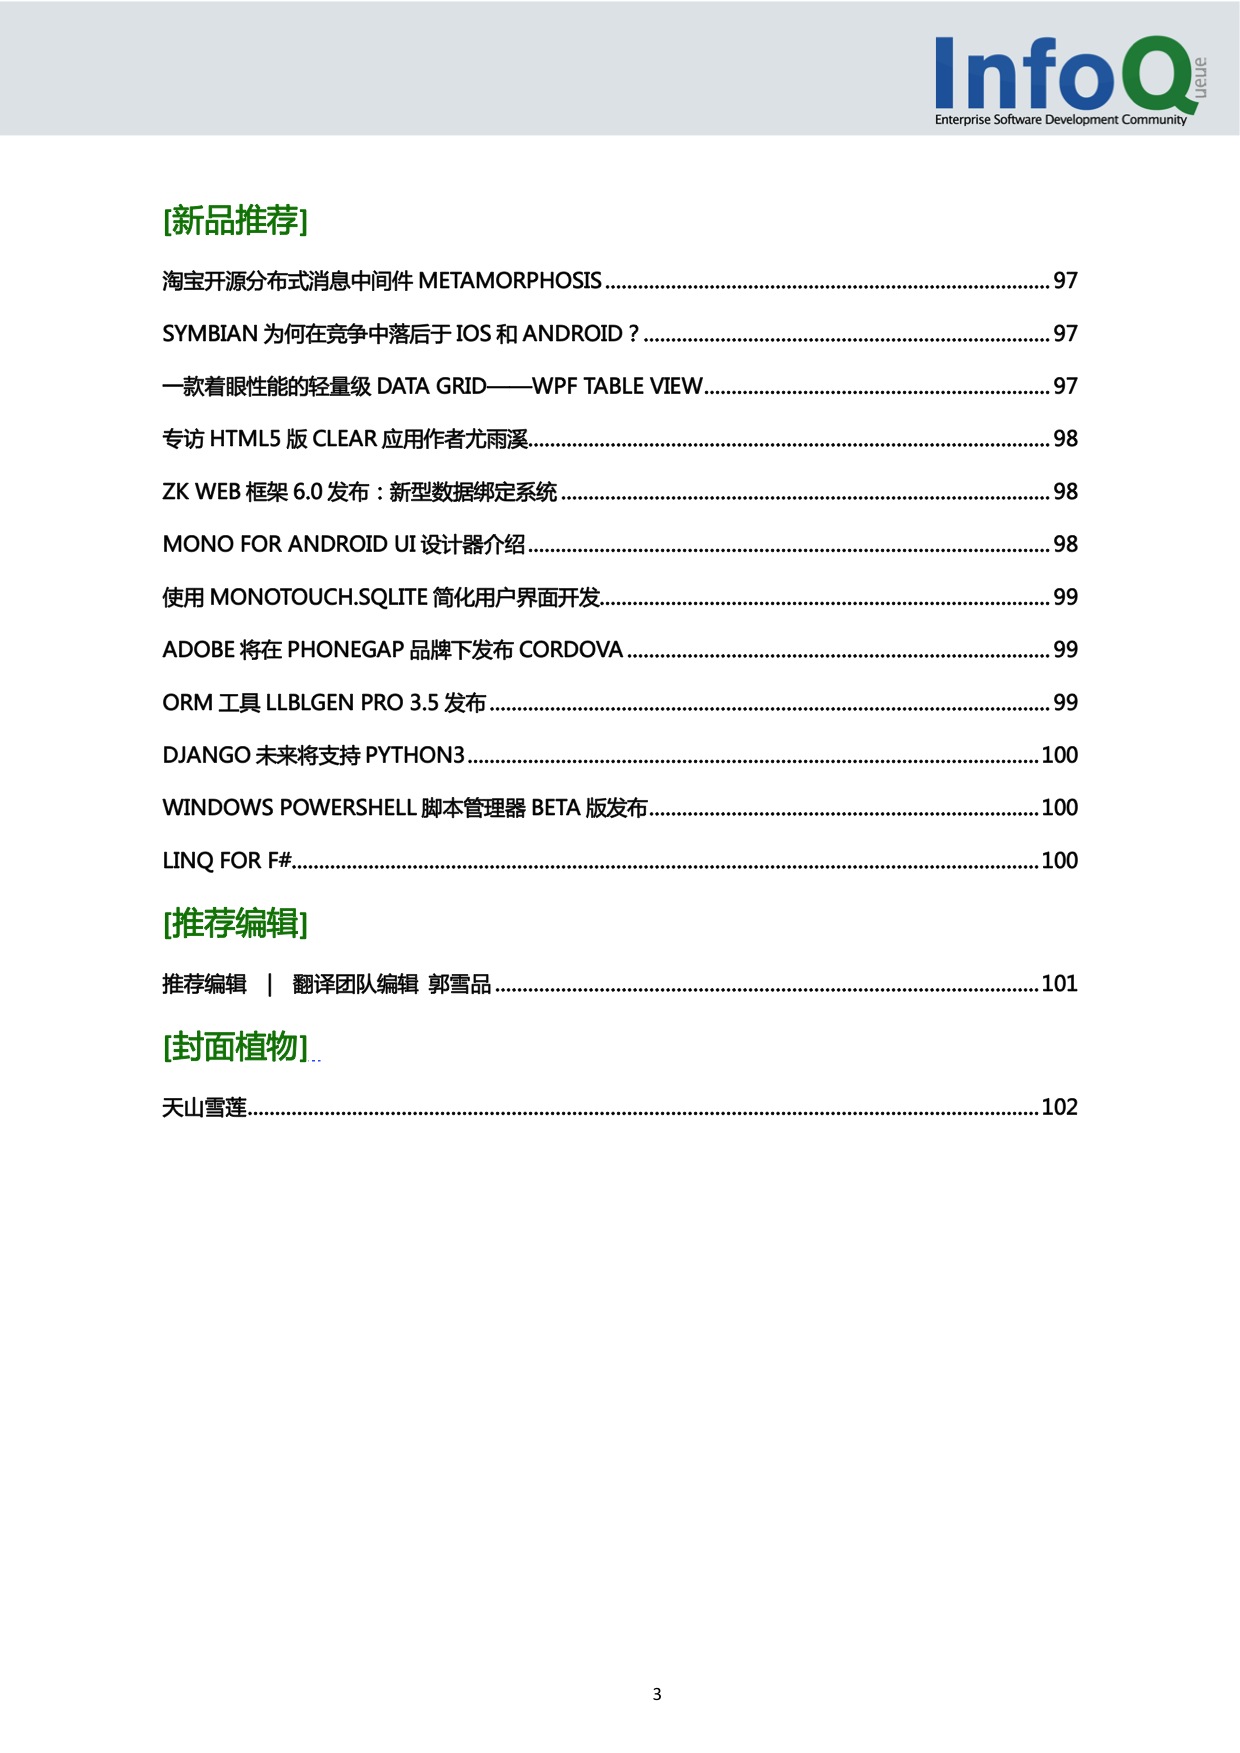 InfoQueue
Enterprise Software Development Community
[新品推荐]
淘宝开源分布式消息中间件 METAMORPHOSIS.......... 97
SYMBIAN 为何在竞争中落后于 IOS 和 ANDROID？.......... 97
一款着眼性能的轻量级 DATA GRID——WPF TABLE VIEW.......... 97
专访 HTML5 版 CLEAR 应用作者尤雨溪.......... 98
ZK WEB 框架 6.0 发布：新型数据绑定系统.......... 98
MONO FOR ANDROID UI 设计器介绍.......... 98
使用 MONOTOUCH.SQLITE 简化用户界面开发.......... 99
ADOBE 将在 PHONEGAP 品牌下发布 CORDOVA.......... 99
ORM 工具 LLBLGEN PRO 3.5 发布.......... 99
DJANGO 未来将支持 PYTHON3.......... 100
WINDOWS POWERSHELL 脚本管理器 BETA 版发布.......... 100
LINQ FOR F#.......... 100
[推荐编辑]
推荐编辑 | 翻译团队编辑 郭雪品.......... 101
[封面植物]
天山雪莲.......... 102
3